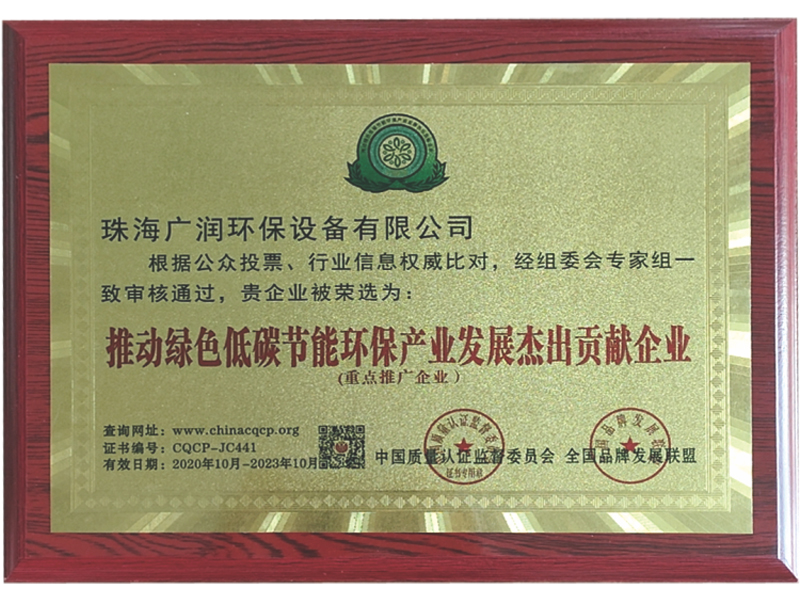 珠海广润环保设备有限公司
根据公众投票、行业信息权威比对，经组委会专家组一
致审核通过，贵企业被荣选为：
推动绿色低碳节能环保产业发展杰出贡献企业
(重点推广企业)
查询网址：www.chinacqcp.org
证书编号：CQCP-JC441
有效日期：2020年10月-2023年10月
中国质量认证监督委员会 全国品牌发展联盟
证书专用章